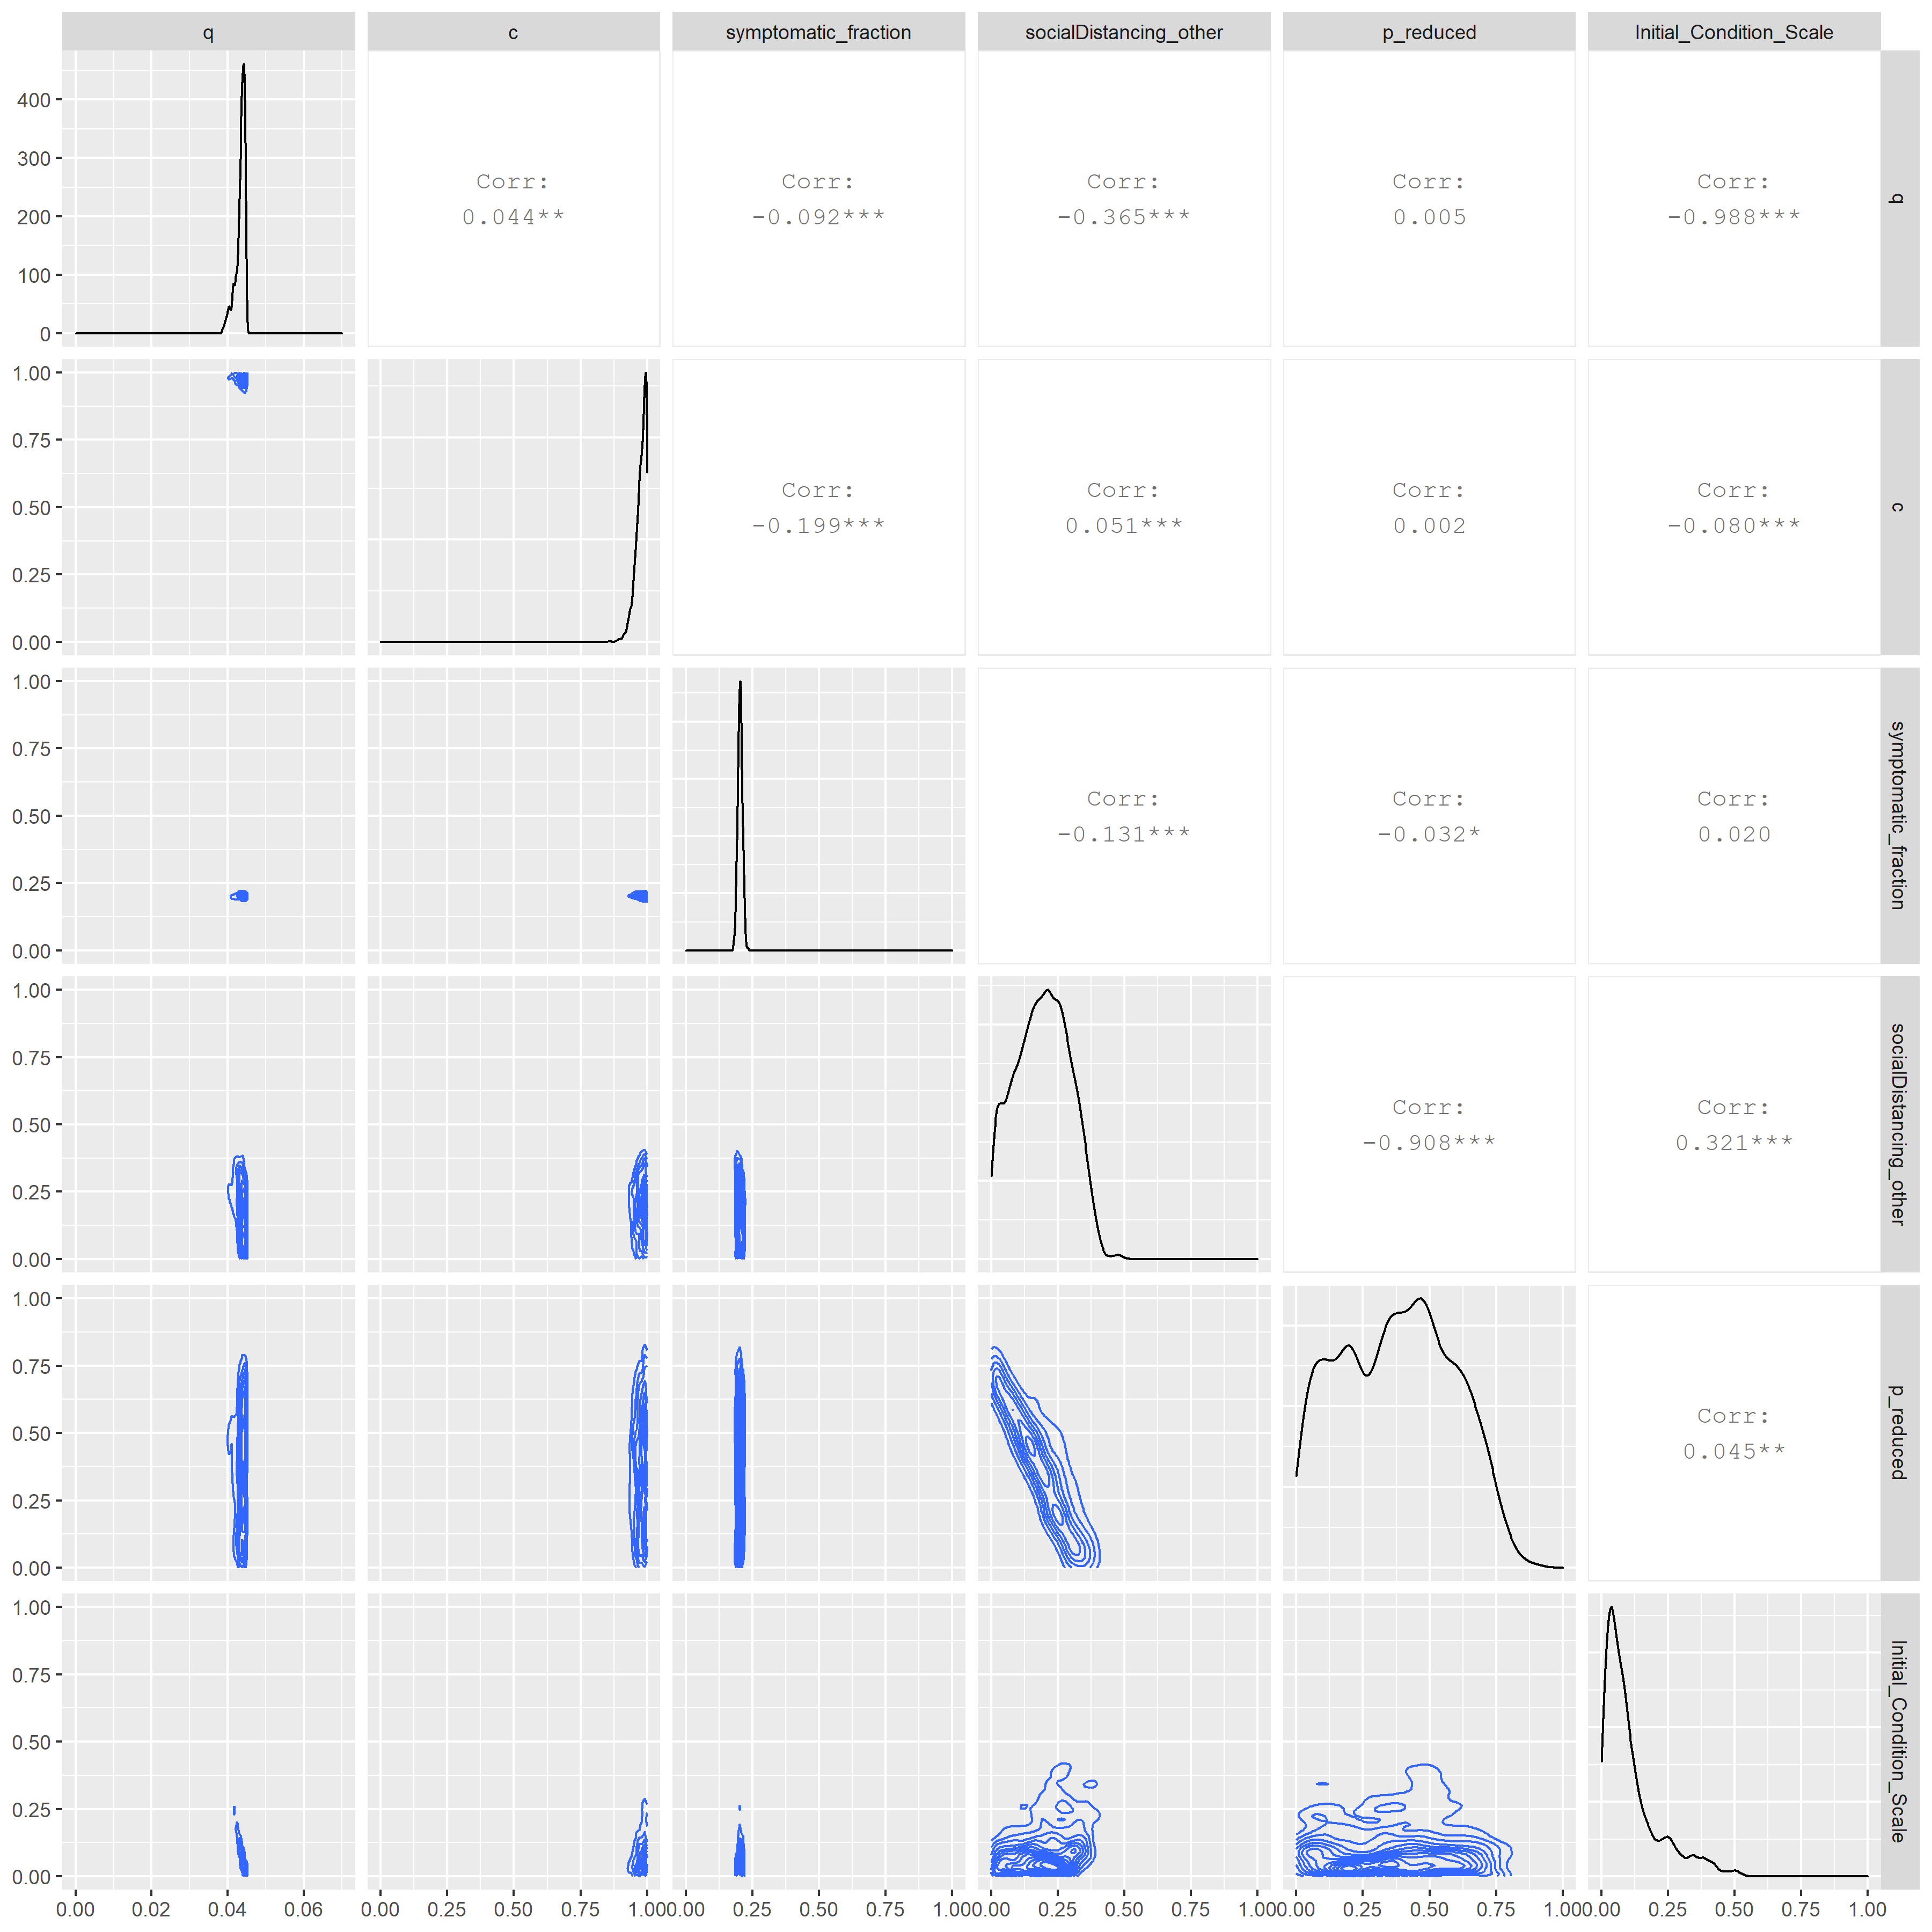 q c symptomatic_fraction socialDistancing_other p_reduced Initial_Condition_Scale
400
300
200
100
0
Corr:
0.044**
Corr:
-0.092***
Corr:
-0.365***
Corr:
0.005
Corr:
-0.988***
q
1.00
0.75
0.50
0.25
0.00
Corr:
-0.199***
Corr:
0.051***
Corr:
0.002
Corr:
-0.080***
c
1.00
0.75
0.50
0.25
0.00
Corr:
-0.131***
Corr:
-0.032*
Corr:
0.020
symptomatic_fraction
1.00
0.75
0.50
0.25
0.00
Corr:
-0.908***
Corr:
0.321***
socialDistancing_other
1.00
0.75
0.50
0.25
0.00
Corr:
0.045**
p_reduced
1.00
0.75
0.50
0.25
0.00
Initial_Condition_Scale
0.00 0.02 0.04 0.06
0.00 0.25 0.50 0.75 1.00
0.00 0.25 0.50 0.75 1.00
0.00 0.25 0.50 0.75 1.00
0.00 0.25 0.50 0.75 1.00
0.00 0.25 0.50 0.75 1.00